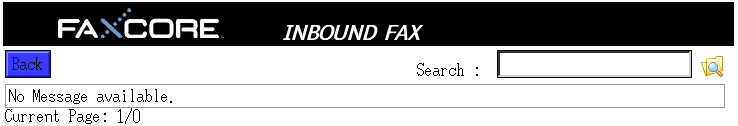 FAXCORE INBOUND FAX
Back Search :
No Message available.
Current Page: 1/0